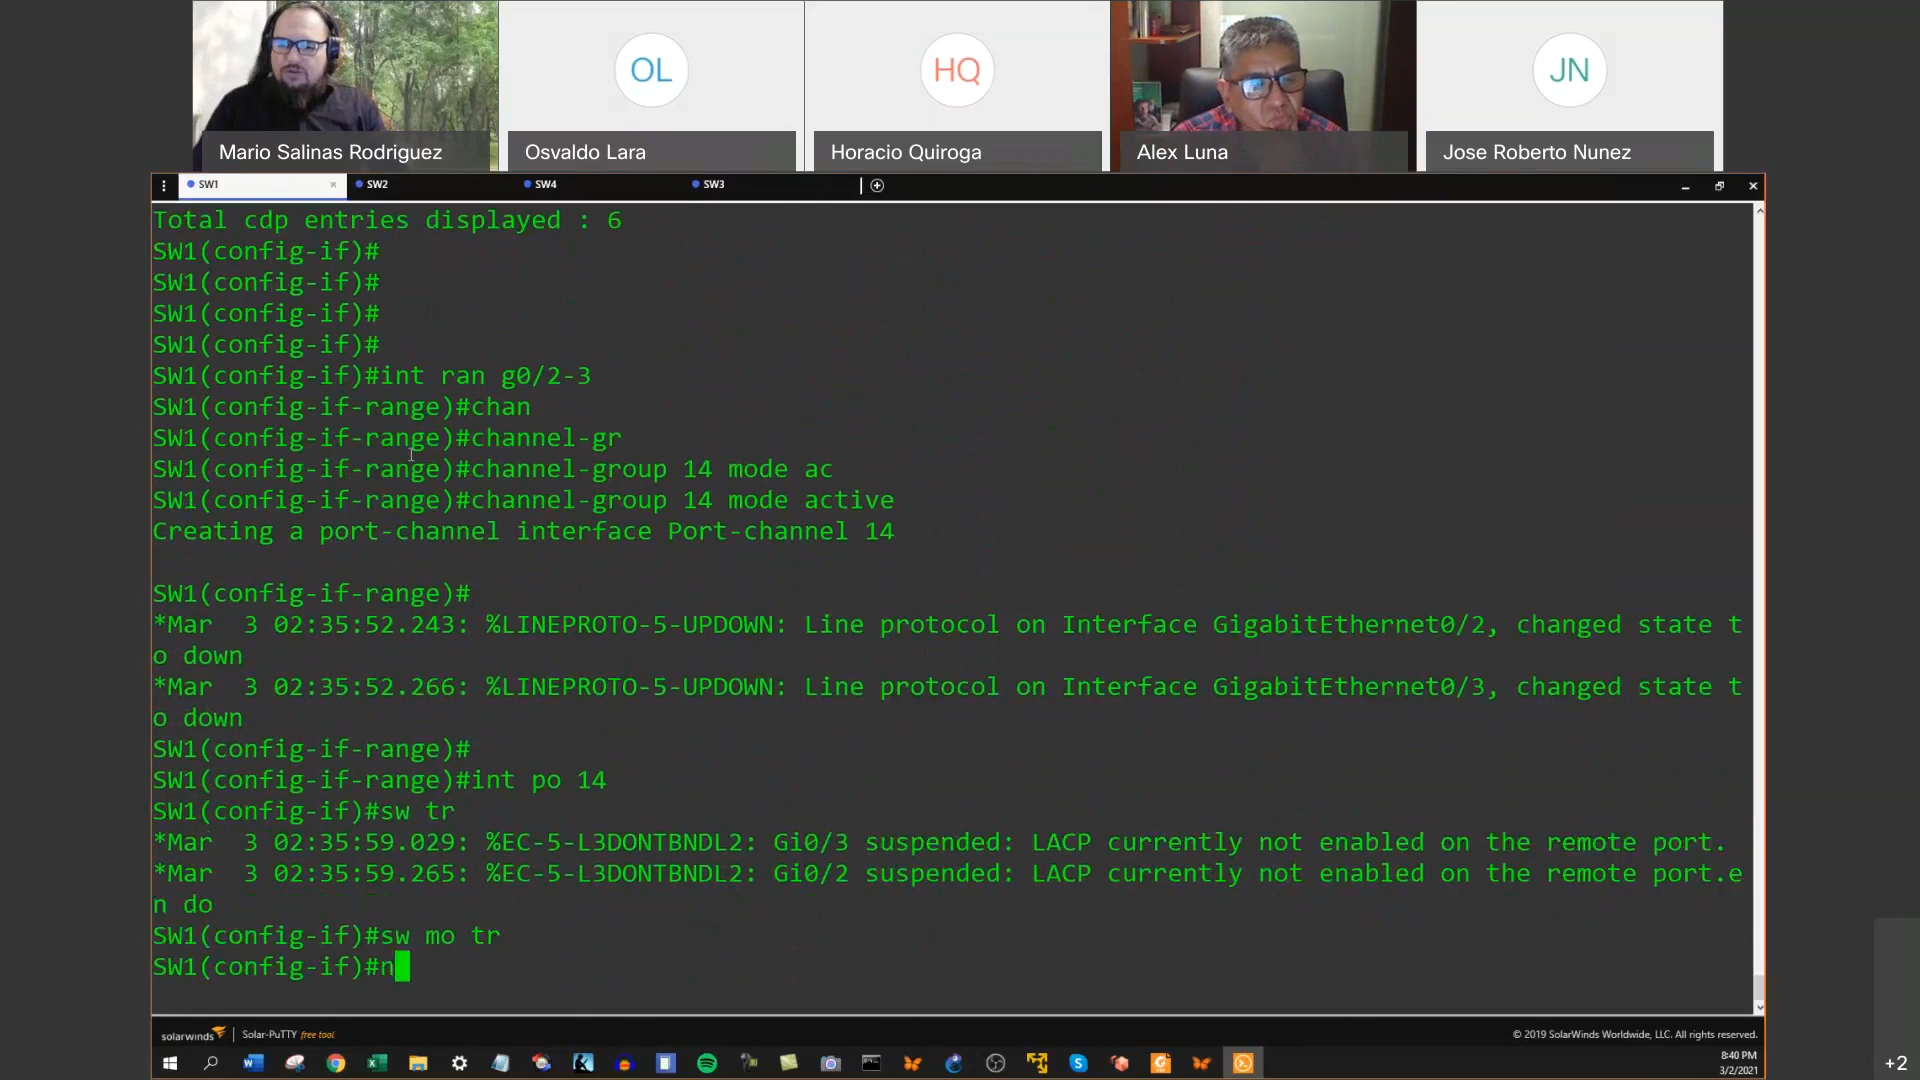 OL
HQ
JN
Mario Salinas Rodriguez
Osvaldo Lara
Horacio Quiroga
Alex Luna
Jose Roberto Nunez
SW1
SW2
SW4
SW3
Total cdp entries displayed : 6
SW1(config-if)#
SW1(config-if)#
SW1(config-if)#
SW1(config-if)#
SW1(config-if)#int ran g0/2-3
SW1(config-if-range)#chan
SW1(config-if-range)#channel-gr
SW1(config-if-range)#channel-group 14 mode ac
SW1(config-if-range)#channel-group 14 mode active
Creating a port-channel interface Port-channel 14
SW1(config-if-range)#
*Mar  3 02:35:52.243: %LINEPROTO-5-UPDOWN: Line protocol on Interface GigabitEthernet0/2, changed state t
o down
*Mar  3 02:35:52.266: %LINEPROTO-5-UPDOWN: Line protocol on Interface GigabitEthernet0/3, changed state t
o down
SW1(config-if-range)#
SW1(config-if-range)#int po 14
SW1(config-if)#sw tr
*Mar  3 02:35:59.029: %EC-5-L3DONTBNDL2: Gi0/3 suspended: LACP currently not enabled on the remote port.
*Mar  3 02:35:59.265: %EC-5-L3DONTBNDL2: Gi0/2 suspended: LACP currently not enabled on the remote port.e
n do
SW1(config-if)#sw mo tr
SW1(config-if)#n
solarwinds Solar-PuTTY free tool
© 2019 SolarWinds Worldwide, LLC. All rights reserved.
8:40 PM
3/2/2021
+2